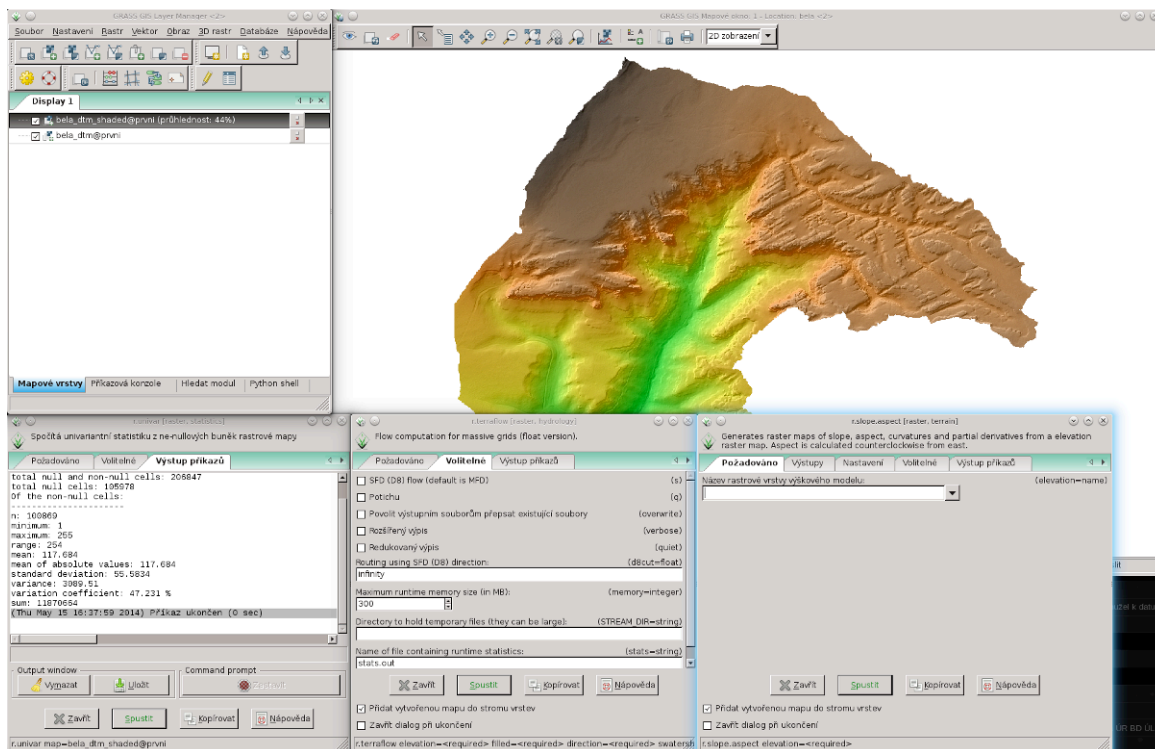 GRASS GIS Layer Manager <2>
GRASS GIS Mapové okno: 1 - Location: bela <2>
Soubor Nastavení Rastr Vektor Obraz 3D rastr Databáze Nápověda
2D zobrazení
Display 1
bela_dtm_shaded@prvni (průhlednost: 44%)
bela_dtm@prvni
Mapové vrstvy Příkazová konzole Hledat modul Python shell
r.univar [raster, statistics]
Spočítá univariantní statistiku z ne-nullových buněk rastrové mapy
Požadováno Volitelné Výstup příkazů
total null and non-null cells: 206847
total null cells: 105978
Of the non-null cells:
----------------------
n: 100869
minimum: 1
maximum: 255
range: 254
mean: 117.684
mean of absolute values: 117.684
standard deviation: 55.5834
variance: 3089.51
variation coefficient: 47.231 %
sum: 11870664
(Thu May 15 16:37:59 2014) Příkaz ukončen (0 sec)
Output window Command prompt
Vymazat Uložit Zastavit
Zavřít Spustit Kopírovat Nápověda
r.univar map=bela_dtm_shaded@prvni
r.terraflow [raster, hydrology]
Flow computation for massive grids (float version).
Požadováno Volitelné Výstup příkazů
SFD (D8) flow (default is MFD) (s)
Potichu (q)
Povolit výstupním souborům přepsat existující soubory (overwrite)
Rozšířený výpis (verbose)
Redukovaný výpis (quiet)
Routing using SFD (D8) direction: (d8cut=float)
infinity
Maximum runtime memory size (in MB): (memory=integer)
300
Directory to hold temporary files (they can be large): (STREAM_DIR=string)
Name of file containing runtime statistics: (stats=string)
stats.out
Zavřít Spustit Kopírovat Nápověda
Přidat vytvořenou mapu do stromu vrstev
Zavřít dialog při ukončení
r.terraflow elevation=<required> filled=<required> direction=<required> swatersh
r.slope.aspect [raster, terrain]
Generates raster maps of slope, aspect, curvatures and partial derivatives from a elevation
raster map. Aspect is calculated counterclockwise from east.
Požadováno Výstupy Nastavení Volitelné Výstup příkazů
Název rastrové vrstvy výškového modelu: (elevation=name)
Zavřít Spustit Kopírovat Nápověda
Přidat vytvořenou mapu do stromu vrstev
Zavřít dialog při ukončení
r.slope.aspect elevation=<required>